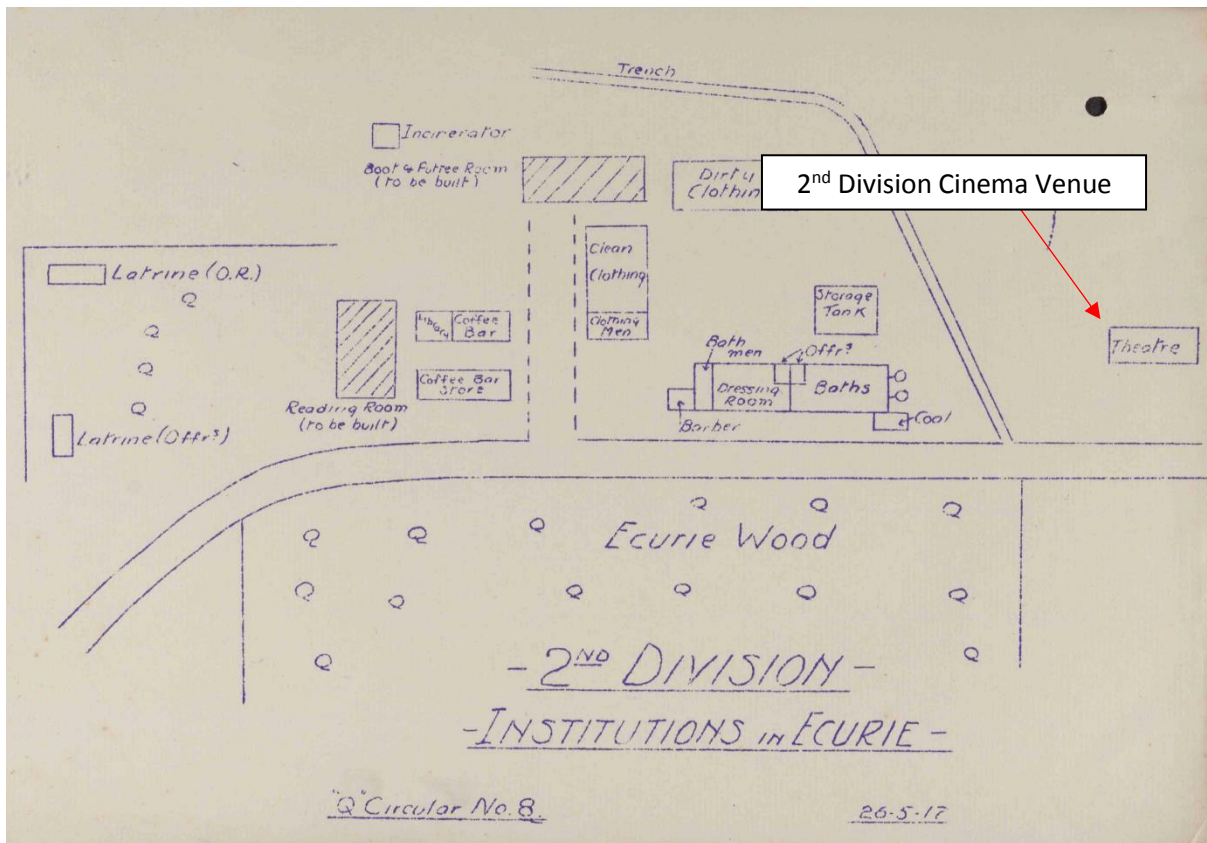 Trench
Incinerator
Boot & Puttee Room
(to be built)
Dirty
Clothin
2nd Division Cinema Venue
Clean
Clothing
Clothing
Men
Latrine (O.R.)
Library
Coffee
Bar
Storage
Tank
Theatre
Bath
men
Offrs
Dressing
Room
Baths
Coffee Bar
Store
Reading Room
(to be built)
Barber
Coal
Latrine (Offrs)
Ecurie Wood
- 2ND DIVISION -
- INSTITUTIONS IN ECURIE -
"Q" Circular No. 8.
26-5-17